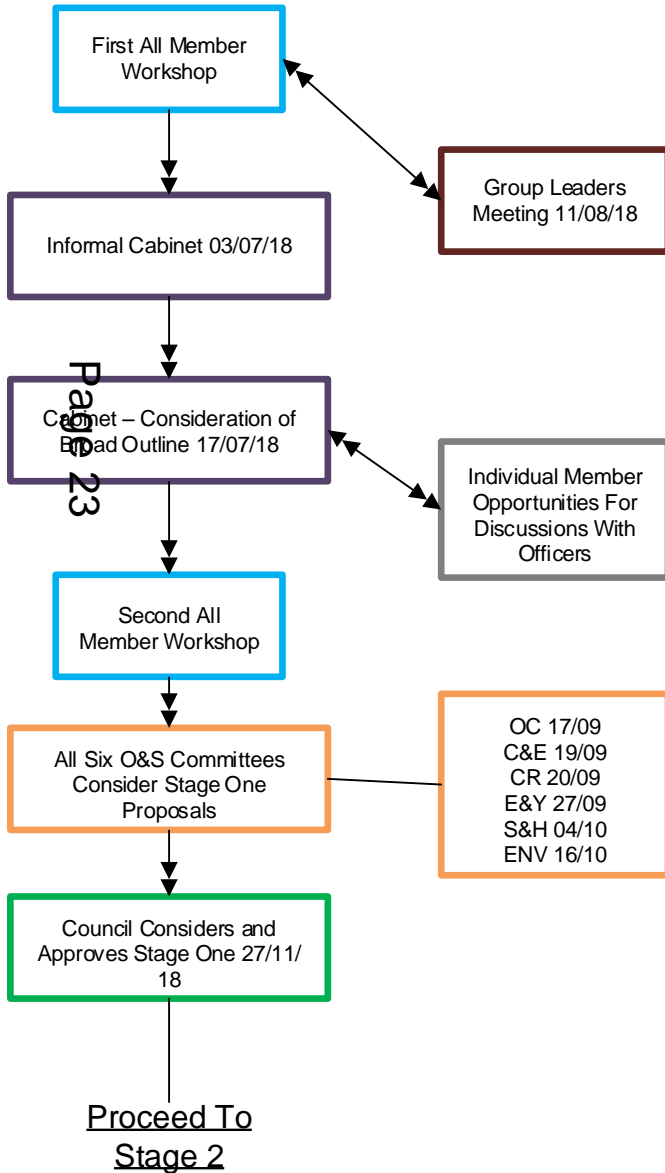 First All Member
Workshop
Group Leaders
Meeting 11/08/18
Informal Cabinet 03/07/18
Page 23
Cabinet – Consideration of
Broad Outline 17/07/18
Individual Member
Opportunities For
Discussions With
Officers
Second All
Member Workshop
All Six O&S Committees
Consider Stage One
Proposals
OC 17/09
C&E 19/09
CR 20/09
E&Y 27/09
S&H 04/10
ENV 16/10
Council Considers and
Approves Stage One 27/11/
18
Proceed To
Stage 2